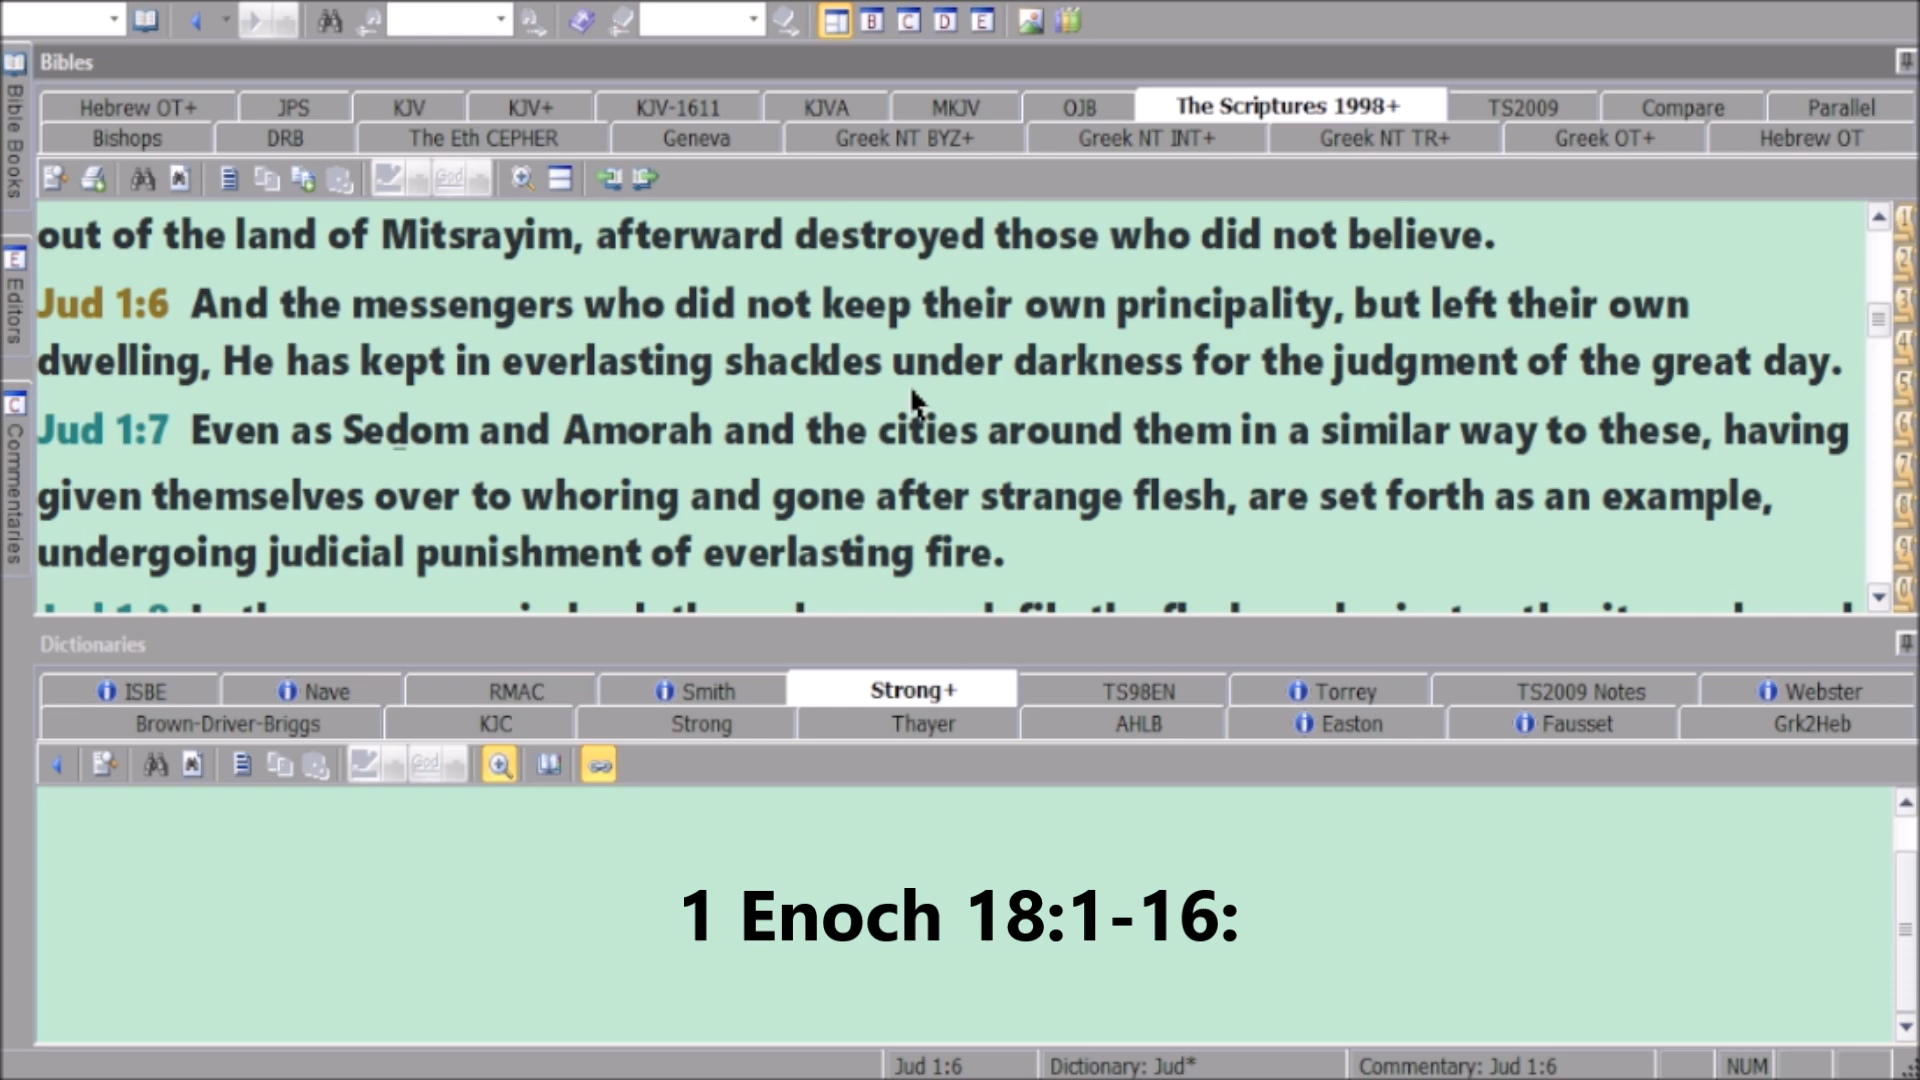 B C D E
Bibles
Hebrew OT+ JPS KJV KJV+ KJV-1611 KJVA MKJV OJB The Scriptures 1998+ TS2009 Compare Parallel
Bishops DRB The Eth CEPHER Geneva Greek NT BYZ+ Greek NT INT+ Greek NT TR+ Greek OT+ Hebrew OT
God
Bible Books
E Editors
C Commentaries
out of the land of Mitsrayim, afterward destroyed those who did not believe.
Jud 1:6 And the messengers who did not keep their own principality, but left their own
dwelling, He has kept in everlasting shackles under darkness for the judgment of the great day.
Jud 1:7 Even as Seḏom and Amorah and the cities around them in a similar way to these, having
given themselves over to whoring and gone after strange flesh, are set forth as an example,
undergoing judicial punishment of everlasting fire.
Dictionaries
ISBE Nave RMAC Smith Strong+ TS98EN Torrey TS2009 Notes Webster
Brown-Driver-Briggs KJC Strong Thayer AHLB Easton Fausset Grk2Heb
God
1 Enoch 18:1-16:
Jud 1:6 Dictionary: Jud* Commentary: Jud 1:6 NUM